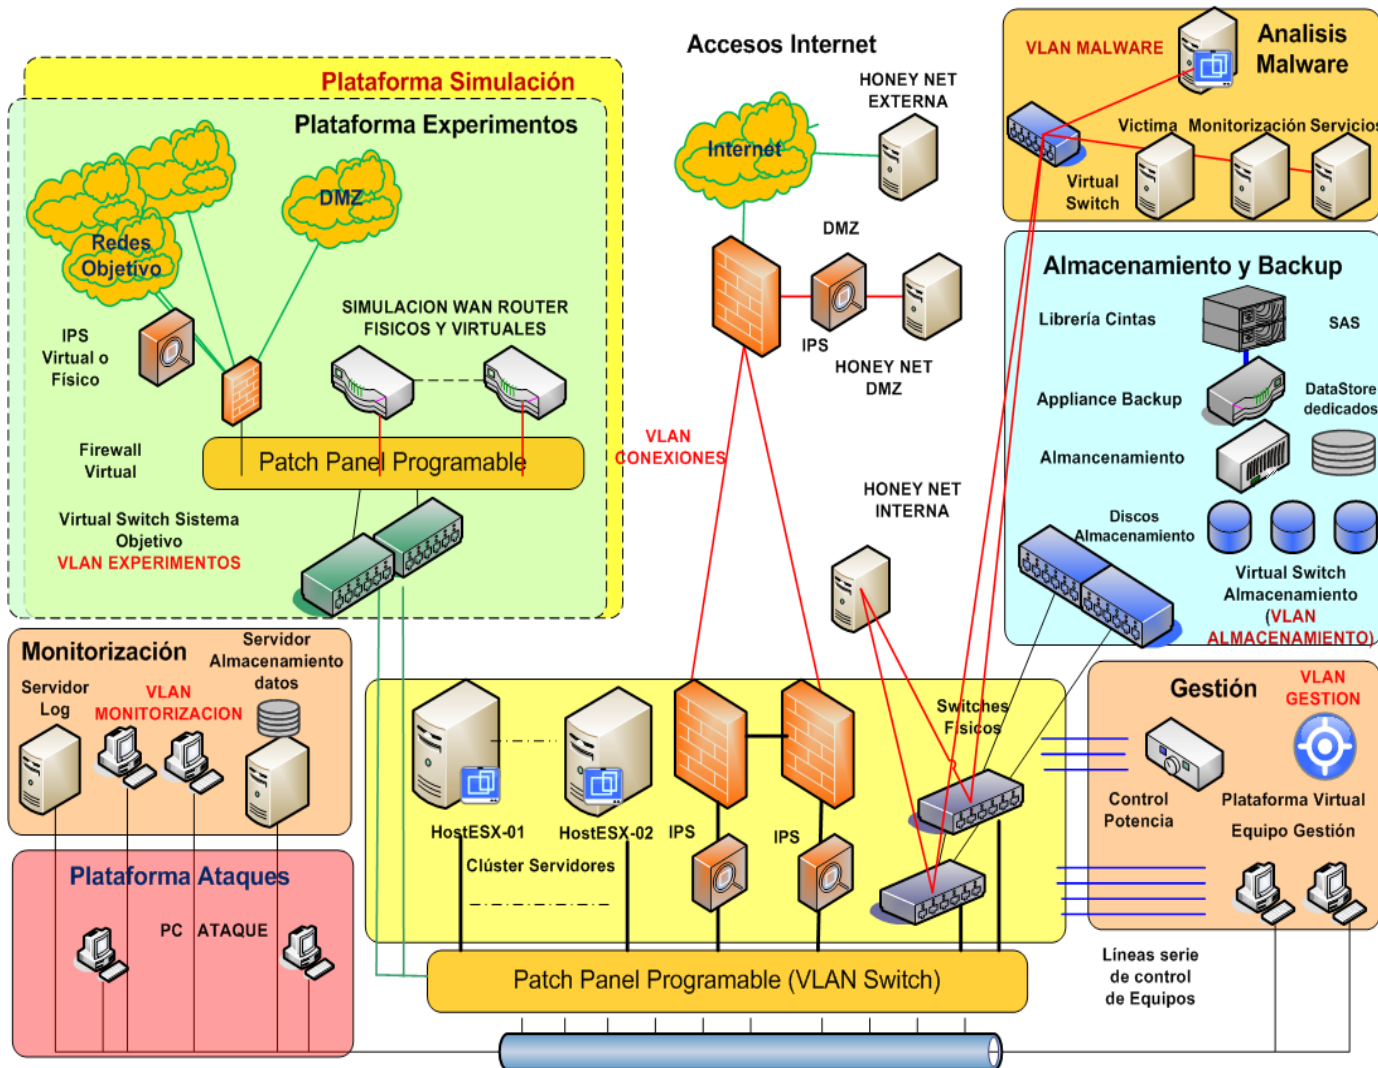 Plataforma Simulación
Plataforma Experimentos
DMZ
Redes
Objetivo
IPS
Virtual o
Físico
SIMULACION WAN ROUTER
FISICOS Y VIRTUALES
Firewall
Virtual
Patch Panel Programable
Virtual Switch Sistema
Objetivo
VLAN EXPERIMENTOS
Accesos Internet
HONEY NET
EXTERNA
Internet
DMZ
IPS
HONEY NET
DMZ
VLAN
CONEXIONES
HONEY NET
INTERNA
VLAN MALWARE
Analisis
Malware
Victima
Monitorización
Servicios
Virtual
Switch
Almacenamiento y Backup
Librería Cintas
SAS
Appliance Backup
DataStore
dedicados
Almancenamiento
Discos
Almacenamiento
Virtual Switch
Almacenamiento
(VLAN
ALMACENAMIENTO)
Monitorización
Servidor
Almacenamiento
datos
Servidor
Log
VLAN
MONITORIZACION
Plataforma Ataques
PC ATAQUE
HostESX-01
HostESX-02
Clúster Servidores
IPS
IPS
Switches
Físicos
Patch Panel Programable (VLAN Switch)
Gestión
VLAN
GESTION
Control
Potencia
Plataforma Virtual
Equipo Gestión
Líneas serie
de control
de Equipos